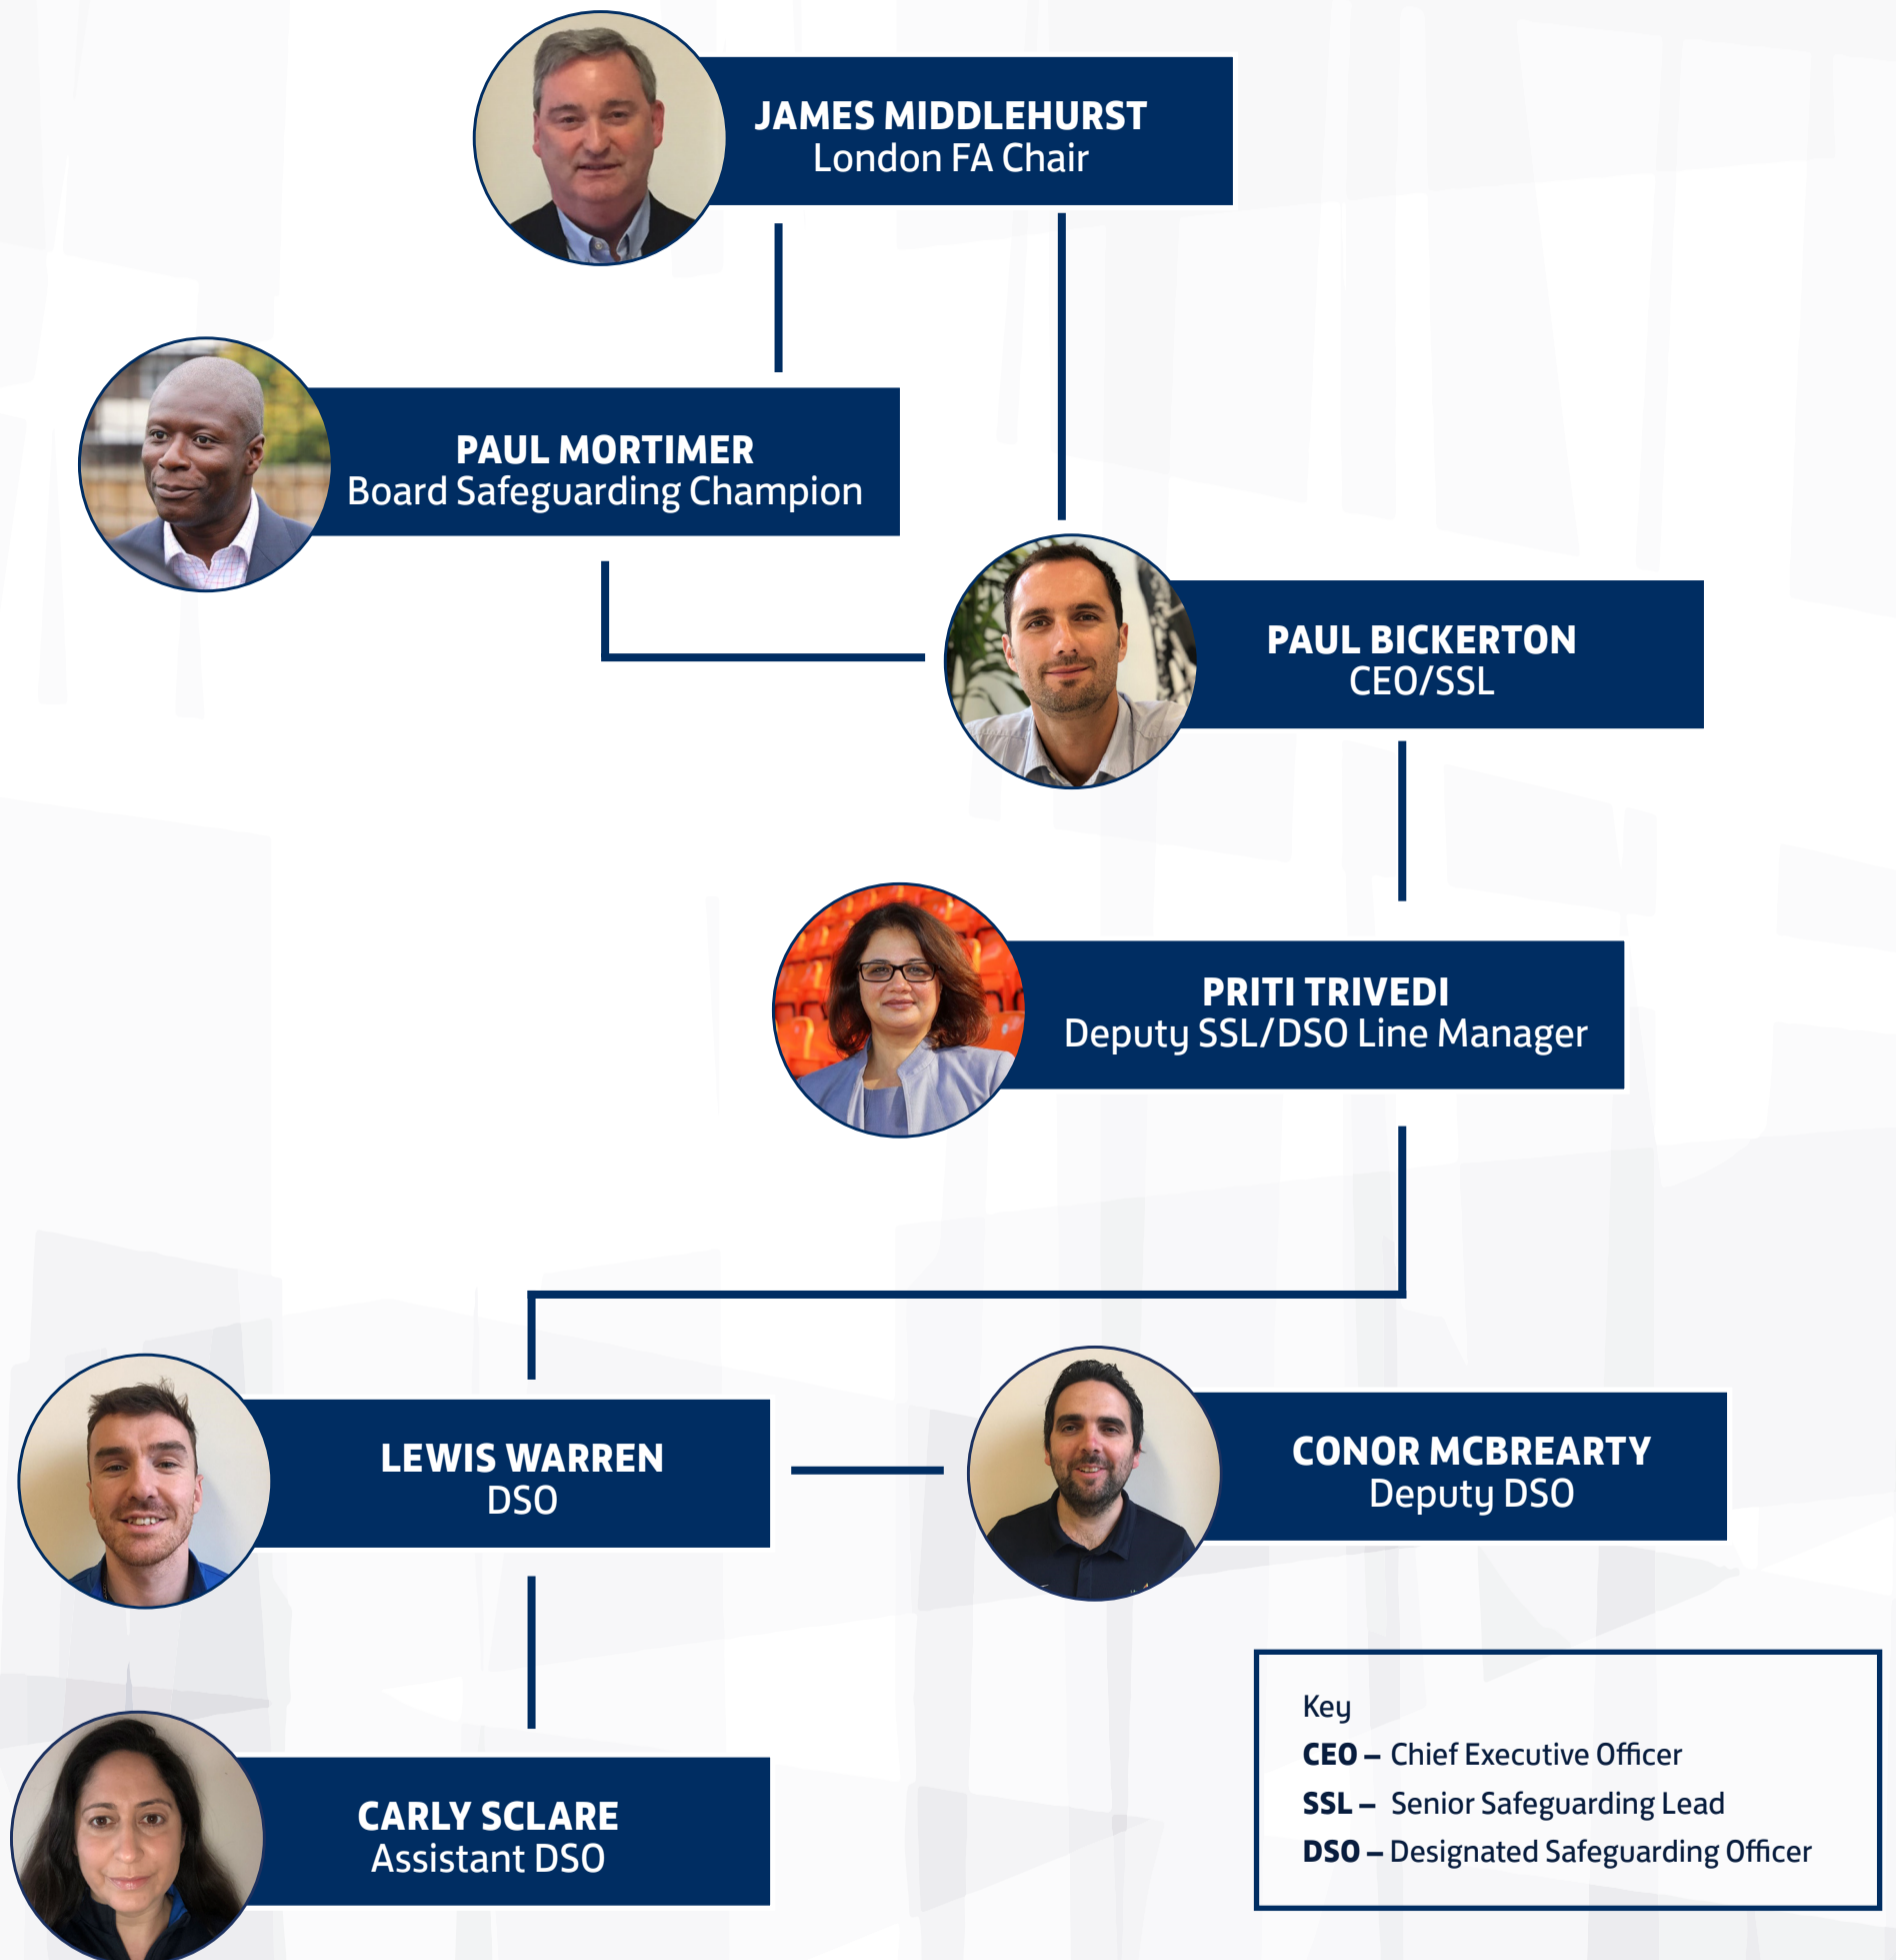 JAMES MIDDLEHURST
London FA Chair
PAUL MORTIMER
Board Safeguarding Champion
PAUL BICKERTON
CEO/SSL
PRITI TRIVEDI
Deputy SSL/DSO Line Manager
LEWIS WARREN
DSO
CONOR MCBREARTY
Deputy DSO
CARLY SCLARE
Assistant DSO
Key
CEO – Chief Executive Officer
SSL – Senior Safeguarding Lead
DSO – Designated Safeguarding Officer